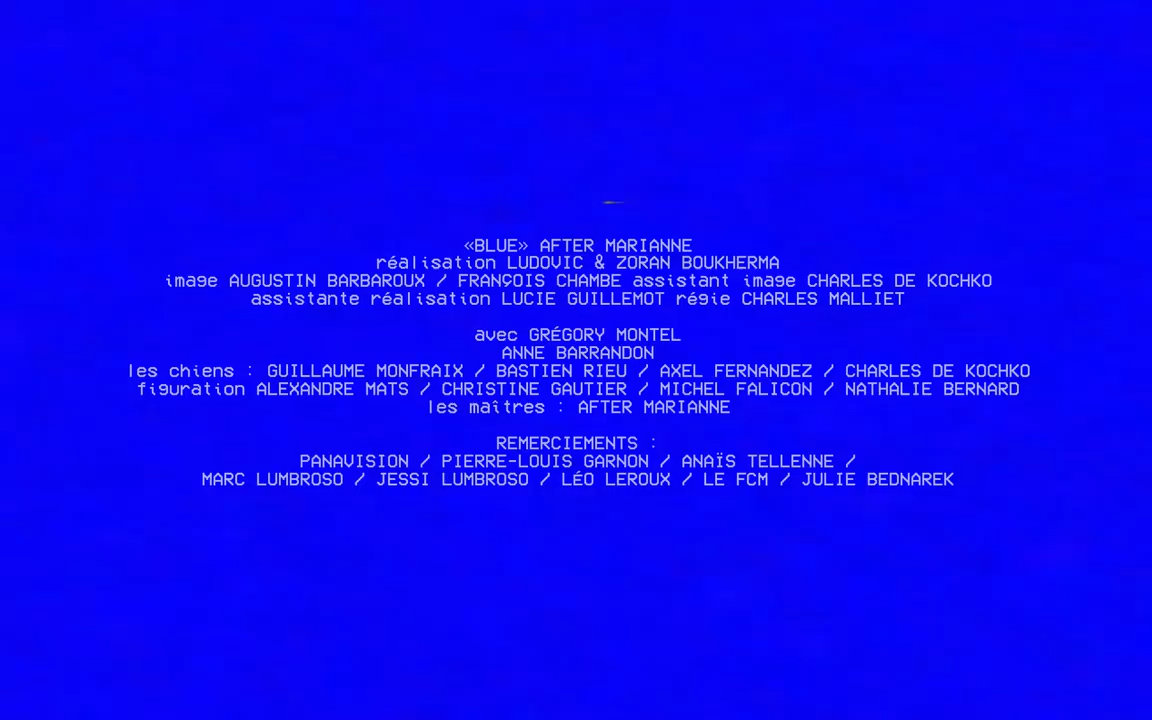 «BLUE» AFTER MARIANNE
réalisation LUDOVIC & ZORAN BOUKHERMA
image AUGUSTIN BARBAROUX / FRANÇOIS CHAMBE assistant image CHARLES DE KOCHKO
assistante réalisation LUCIE GUILLEMOT régie CHARLES MALLIET
avec GRÉGORY MONTEL
ANNE BARRANDON
les chiens : GUILLAUME MONFRAIX / BASTIEN RIEU / AXEL FERNANDEZ / CHARLES DE KOCHKO
figuration ALEXANDRE MATS / CHRISTINE GAUTIER / MICHEL FALICON / NATHALIE BERNARD
les maîtres : AFTER MARIANNE
REMERCIEMENTS :
PANAVISION / PIERRE-LOUIS GARNON / ANAÏS TELLENNE /
MARC LUMBROSO / JESSI LUMBROSO / LÉO LEROUX / LE FCM / JULIE BEDNAREK